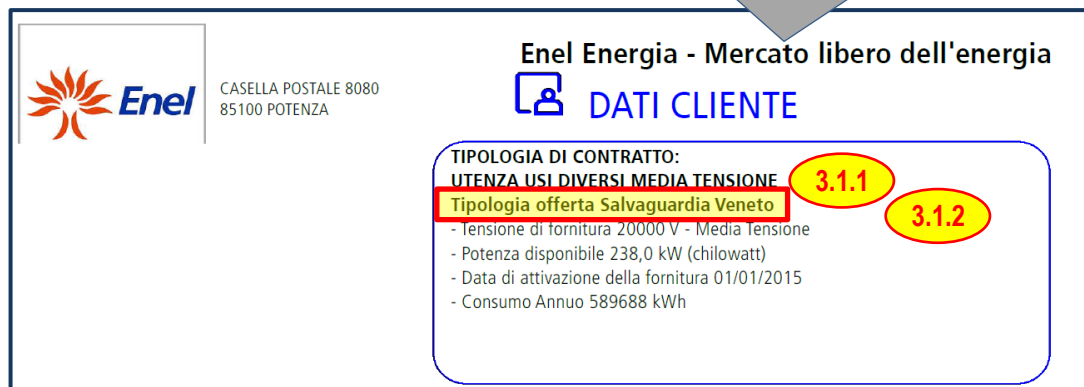 Enel
CASELLA POSTALE 8080
85100 POTENZA
Enel Energia - Mercato libero dell'energia
DATI CLIENTE
TIPOLOGIA DI CONTRATTO:
UTENZA USI DIVERSI MEDIA TENSIONE
3.1.1
Tipologia offerta Salvaguardia Veneto
3.1.2
- Tensione di fornitura 20000 V - Media Tensione
- Potenza disponibile 238,0 kW (chilowatt)
- Data di attivazione della fornitura 01/01/2015
- Consumo Annuo 589688 kWh